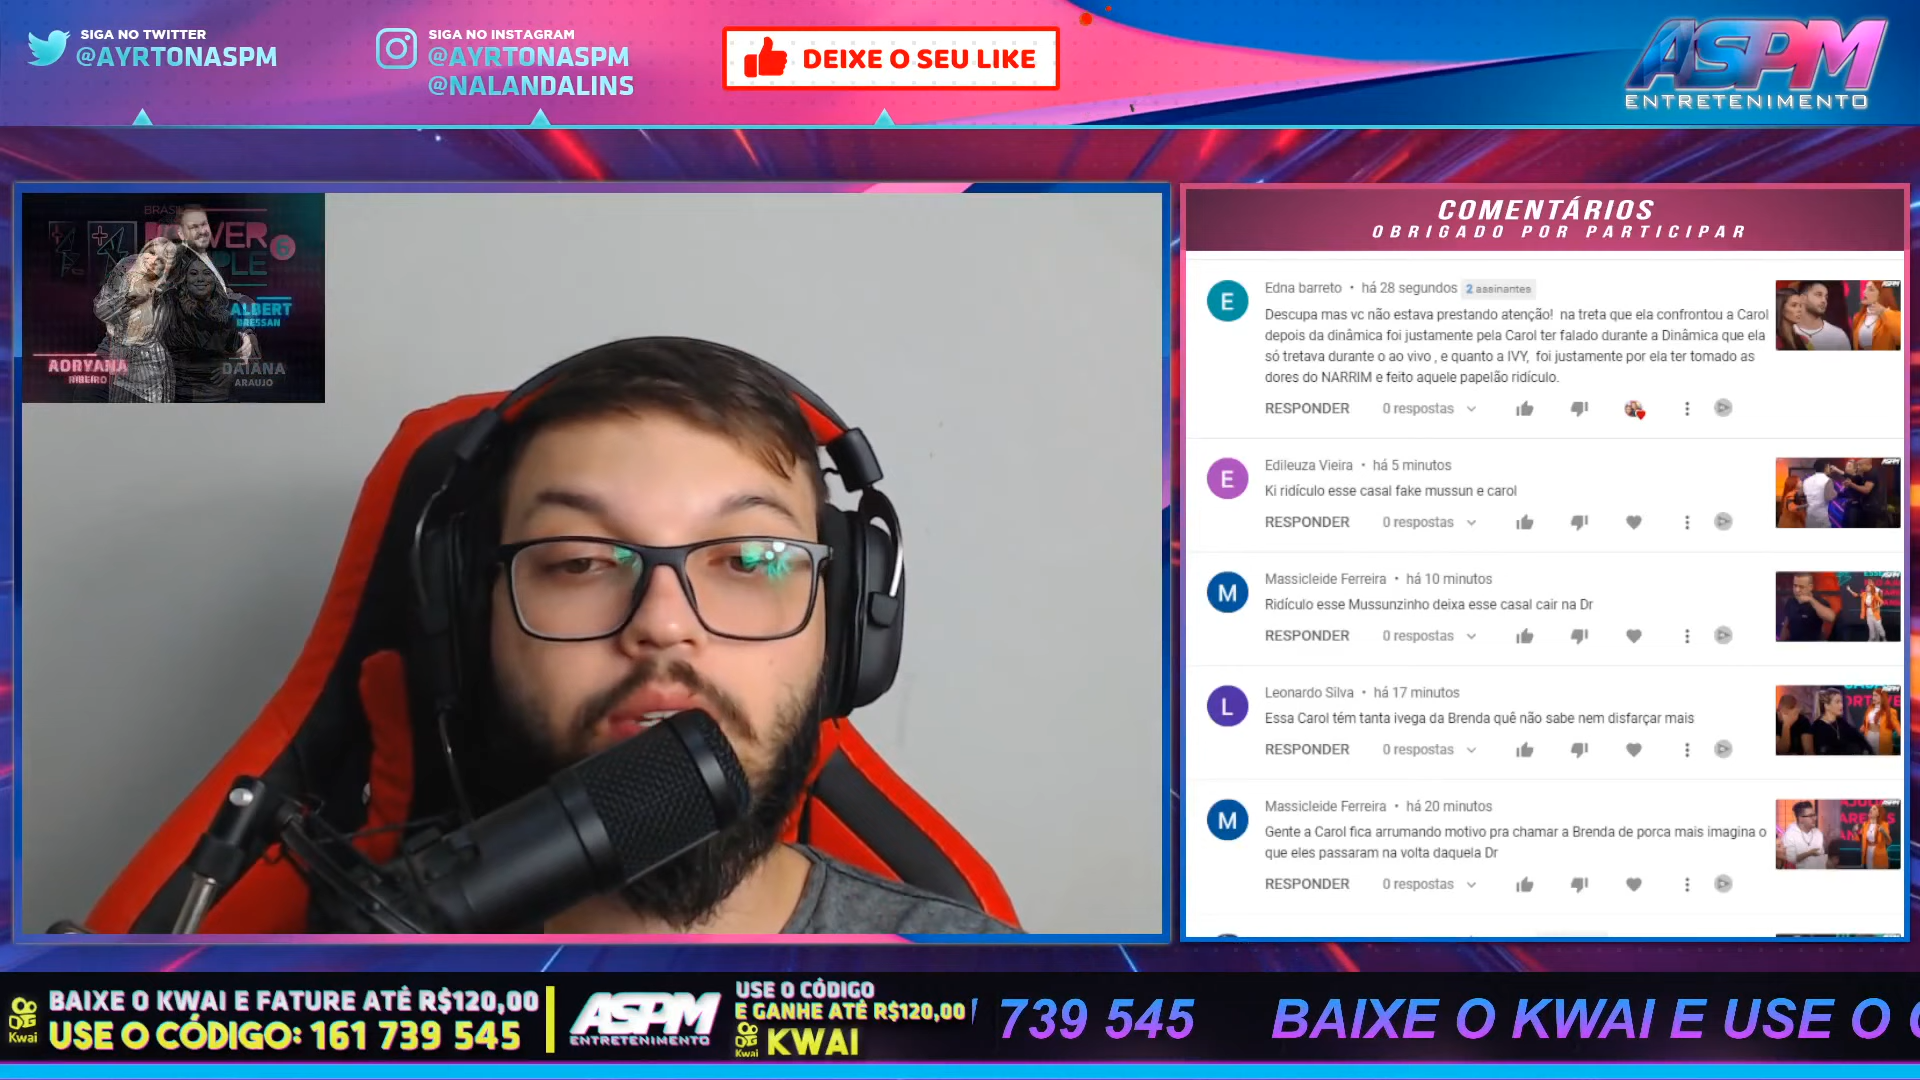 SIGA NO TWITTER
@AYRTONASPM
SIGA NO INSTAGRAM
@AYRTONASPM
@NALANDALINS
DEIXE O SEU LIKE
ASPM
ENTRETENIMENTO
ALBERT
BRESSAN
ADRYANA
RIBEIRO
DAIANA
ARAUJO
COMENTÁRIOS
OBRIGADO POR PARTICIPAR
E
Edna barreto • há 28 segundos 2 assinantes
Descupa mas vc não estava prestando atenção! na treta que ela confrontou a Carol
depois da dinâmica foi justamente pela Carol ter falado durante a Dinâmica que ela
só tretava durante o ao vivo , e quanto a IVY, foi justamente por ela ter tomado as
dores do NARRIM e feito aquele papelão ridículo.
RESPONDER 0 respostas
E
Edileuza Vieira • há 5 minutos
Ki ridículo esse casal fake mussun e carol
RESPONDER 0 respostas
M
Massicleide Ferreira • há 10 minutos
Ridículo esse Mussunzinho deixa esse casal cair na Dr
RESPONDER 0 respostas
L
Leonardo Silva • há 17 minutos
Essa Carol têm tanta ivega da Brenda quê não sabe nem disfarçar mais
RESPONDER 0 respostas
M
Massicleide Ferreira • há 20 minutos
Gente a Carol fica arrumando motivo pra chamar a Brenda de porca mais imagina o
que eles passaram na volta daquela Dr
RESPONDER 0 respostas
Kwai
BAIXE O KWAI E FATURE ATÉ R$120,00
USE O CÓDIGO: 161 739 545
ASPM
ENTRETENIMENTO
USE O CÓDIGO
E GANHE ATÉ R$120,00
Kwai
KWAI
739 545 BAIXE O KWAI E USE O